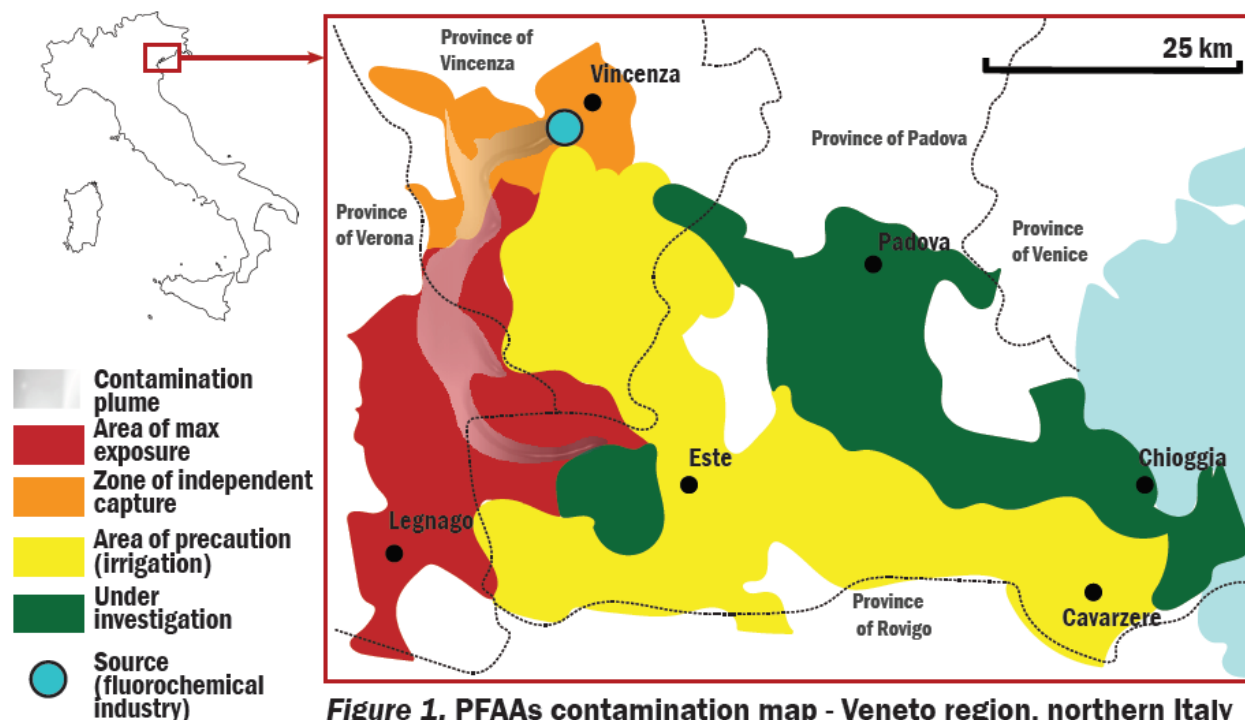 Province of
Vincenza
Vincenza
25 km
Province of Padova
Province
of Verona
Padova
Province
of Venice
Contamination
plume
Area of max
exposure
Zone of independent
capture
Area of precaution
(irrigation)
Under
investigation
Source
(fluorochemical
industry)
Este
Chioggia
Legnago
Cavarzere
Province
of Rovigo
Figure 1. PFAAs contamination map - Veneto region, northern Italy